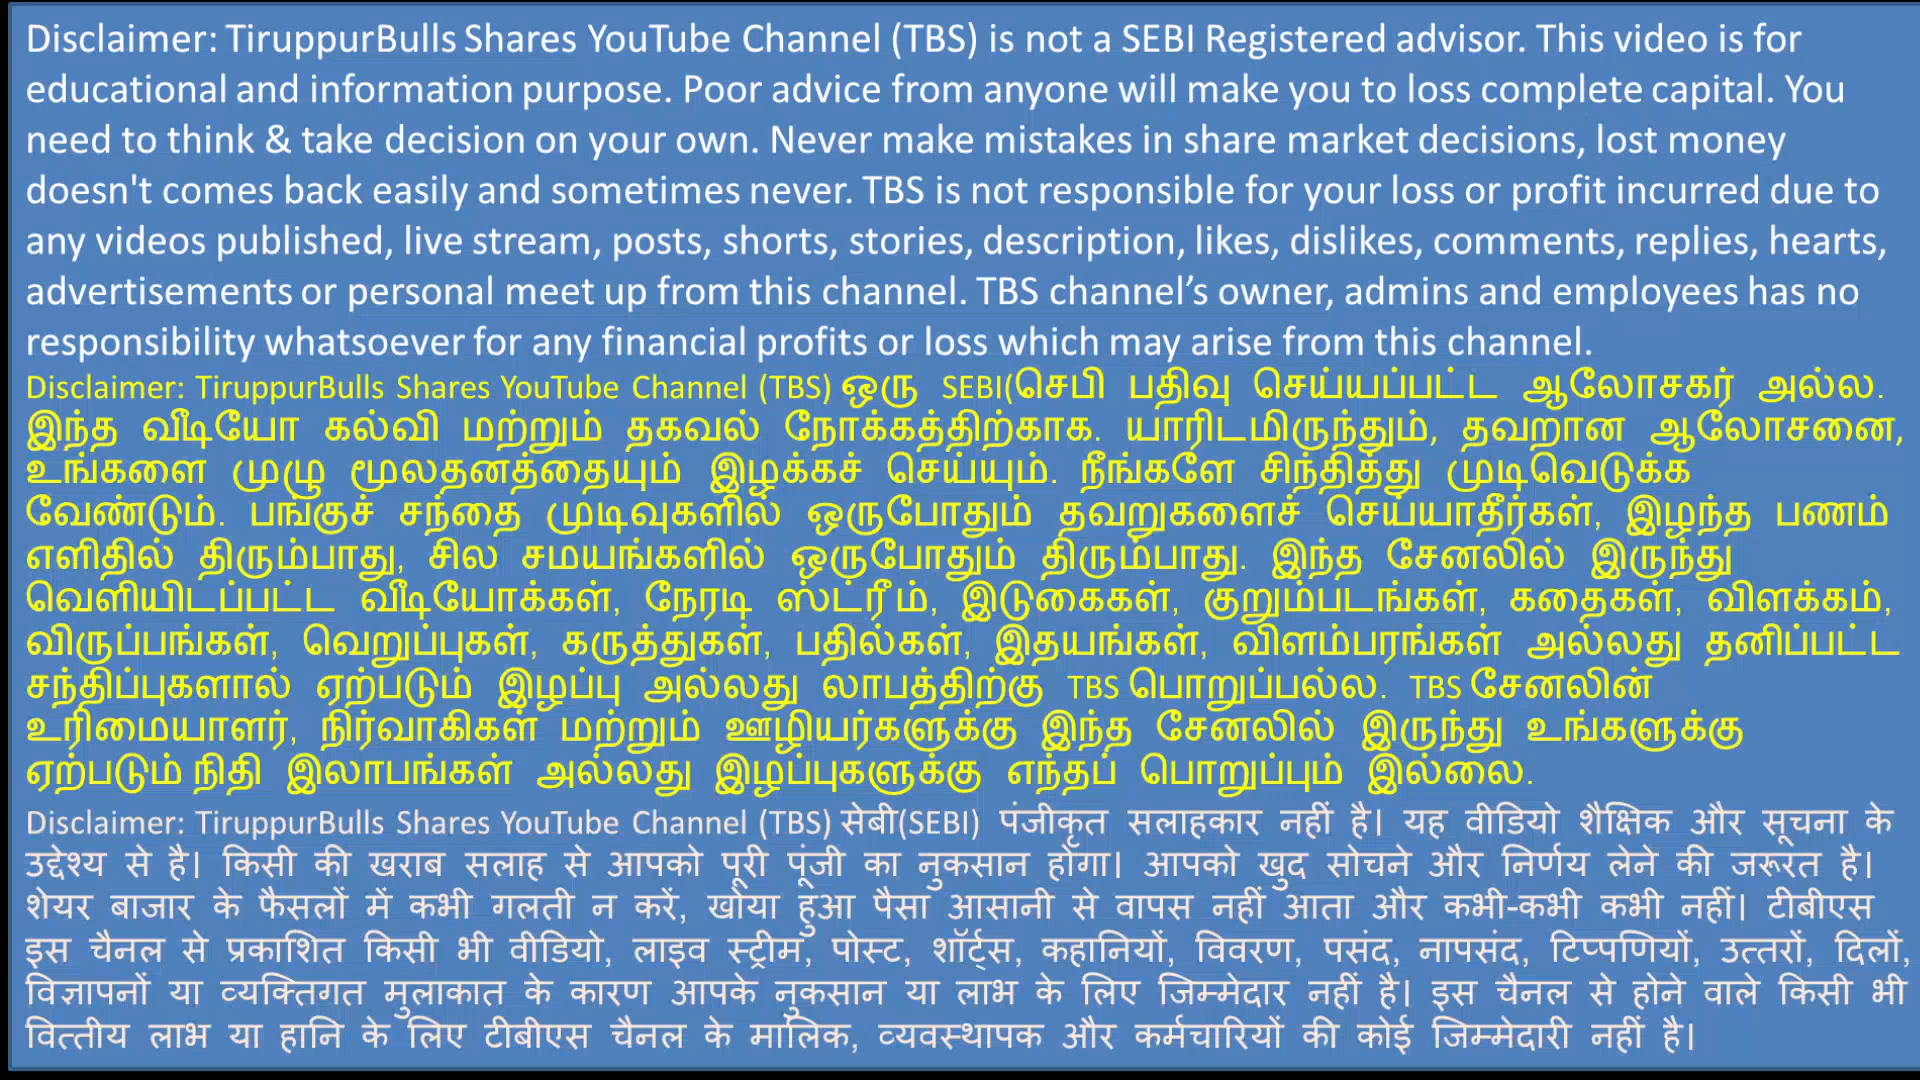 Disclaimer: TiruppurBulls Shares YouTube Channel (TBS) is not a SEBI Registered advisor. This video is for
educational and information purpose. Poor advice from anyone will make you to loss complete capital. You
need to think & take decision on your own. Never make mistakes in share market decisions, lost money
doesn't comes back easily and sometimes never. TBS is not responsible for your loss or profit incurred due to
any videos published, live stream, posts, shorts, stories, description, likes, dislikes, comments, replies, hearts,
advertisements or personal meet up from this channel. TBS channel’s owner, admins and employees has no
responsibility whatsoever for any financial profits or loss which may arise from this channel.
Disclaimer: TiruppurBulls Shares YouTube Channel (TBS) ஒரு SEBI(செபி பதிவு செய்யப்பட்ட ஆலோசகர் அல்ல.
இந்த வீடியோ கல்வி மற்றும் தகவல் நோக்கத்திற்காக. யாரிடமிருந்தும், தவறான ஆலோசனை,
உங்களை முழு மூலதனத்தையும் இழக்கச் செய்யும். நீங்களே சிந்தித்து முடிவெடுக்க
வேண்டும். பங்குச் சந்தை முடிவுகளில் ஒருபோதும் தவறுகளைச் செய்யாதீர்கள், இழந்த பணம்
எளிதில் திரும்பாது, சில சமயங்களில் ஒருபோதும் திரும்பாது. இந்த சேனலில் இருந்து
வெளியிடப்பட்ட வீடியோக்கள், நேரடி ஸ்ட்ரீம், இடுகைகள், குறும்படங்கள், கதைகள், விளக்கம்,
விருப்பங்கள், வெறுப்புகள், கருத்துகள், பதில்கள், இதயங்கள், விளம்பரங்கள் அல்லது தனிப்பட்ட
சந்திப்புகளால் ஏற்படும் இழப்பு அல்லது லாபத்திற்கு TBS பொறுப்பல்ல. TBS சேனலின்
உரிமையாளர், நிர்வாகிகள் மற்றும் ஊழியர்களுக்கு இந்த சேனலில் இருந்து உங்களுக்கு
ஏற்படும் நிதி இலாபங்கள் அல்லது இழப்புகளுக்கு எந்தப் பொறுப்பும் இல்லை.
Disclaimer: TiruppurBulls Shares YouTube Channel (TBS) सेबी(SEBI) पंजीकृत सलाहकार नहीं है। यह वीडियो शैक्षिक और सूचना के
उद्देश्य से है। किसी की खराब सलाह से आपको पूरी पूंजी का नुकसान होगा। आपको खुद सोचने और निर्णय लेने की जरूरत है।
शेयर बाजार के फैसलों में कभी गलती न करें, खोया हुआ पैसा आसानी से वापस नहीं आता और कभी-कभी कभी नहीं। टीबीएस
इस चैनल से प्रकाशित किसी भी वीडियो, लाइव स्ट्रीम, पोस्ट, शॉर्ट्स, कहानियों, विवरण, पसंद, नापसंद, टिप्पणियों, उत्तरों, दिलों,
विज्ञापनों या व्यक्तिगत मुलाकात के कारण आपके नुकसान या लाभ के लिए जिम्मेदार नहीं है। इस चैनल से होने वाले किसी भी
वित्तीय लाभ या हानि के लिए टीबीएस चैनल के मालिक, व्यवस्थापक और कर्मचारियों की कोई जिम्मेदारी नहीं है।